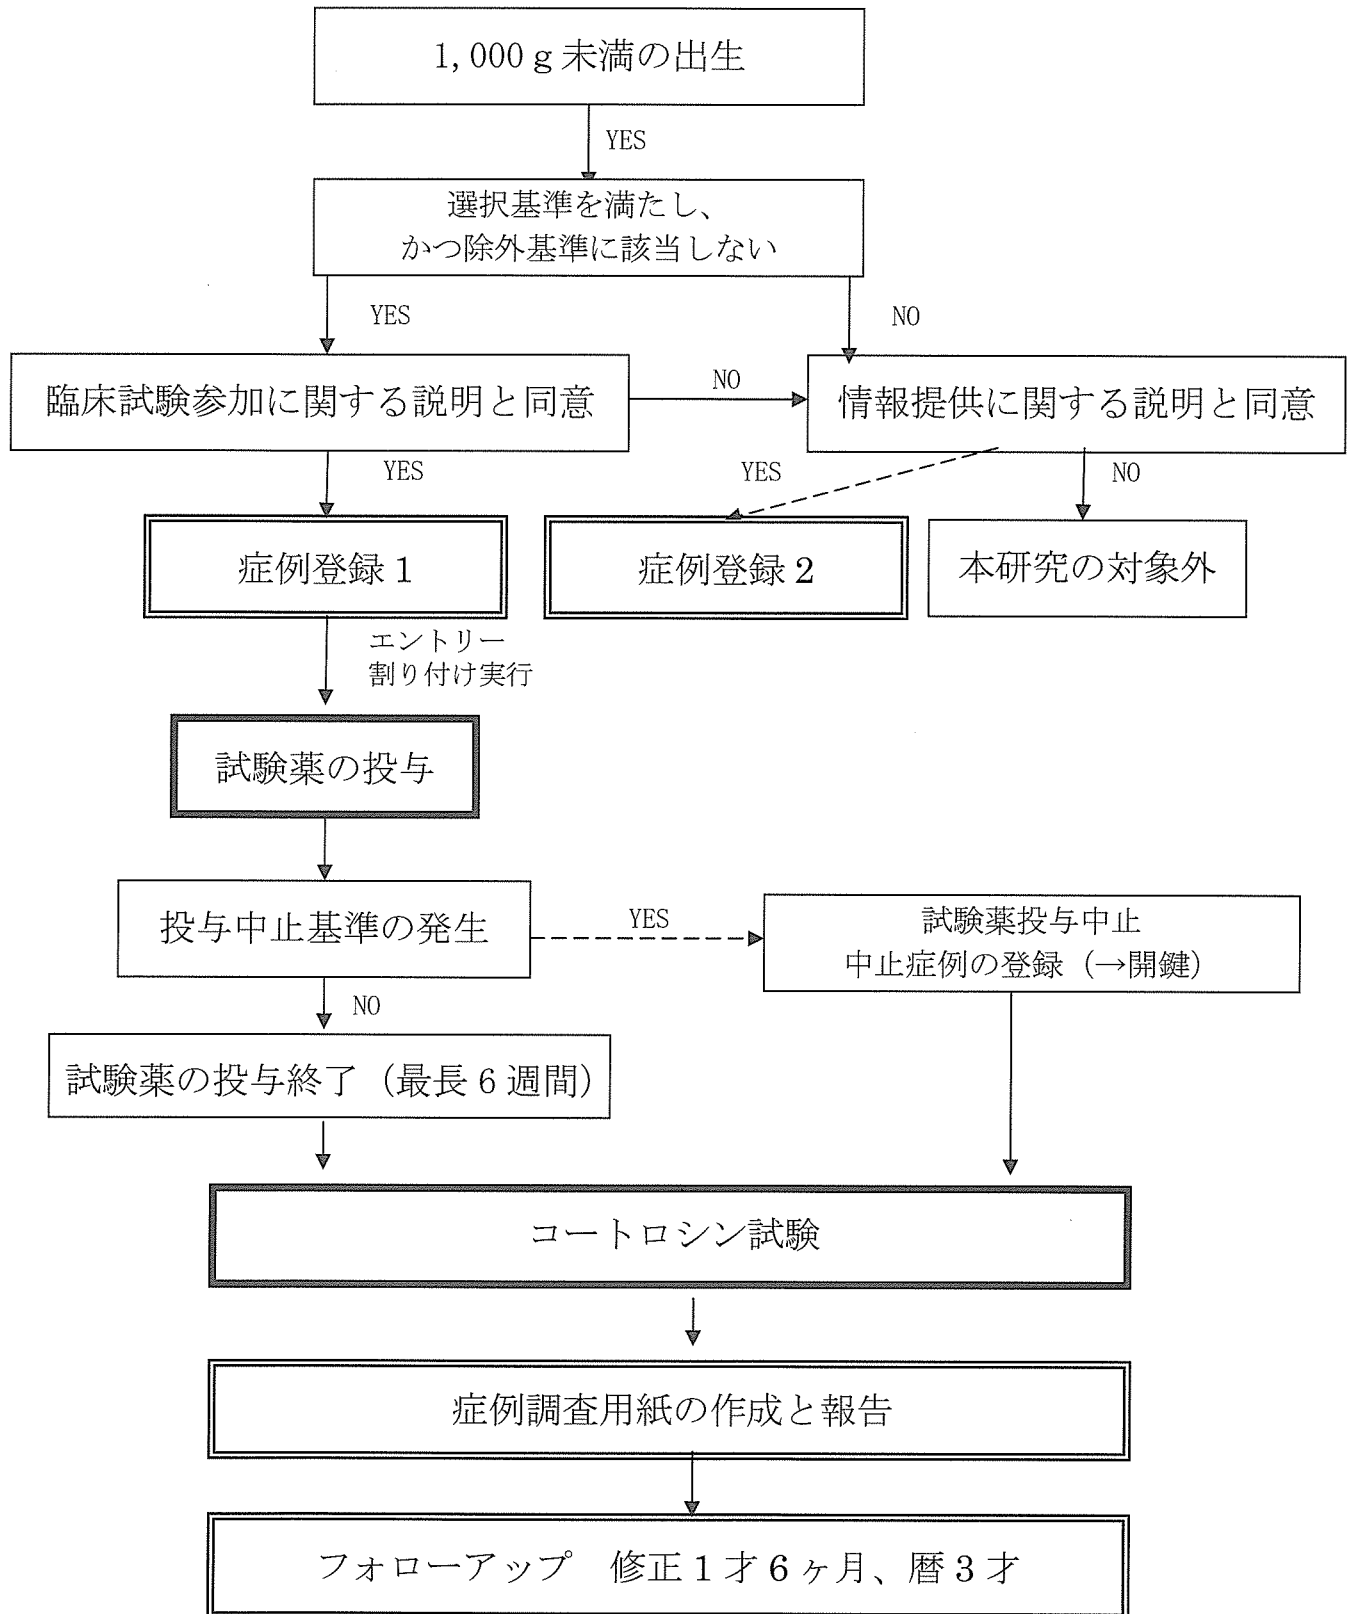 1,000ｇ未満の出生
YES
選択基準を満たし、
かつ除外基準に該当しない
YES
NO
臨床試験参加に関する説明と同意
NO
情報提供に関する説明と同意
YES
YES
NO
症例登録１
症例登録２
本研究の対象外
エントリー
割り付け実行
試験薬の投与
投与中止基準の発生
YES
試験薬投与中止
中止症例の登録（→開鍵）
NO
試験薬の投与終了（最長６週間）
コートロシン試験
症例調査用紙の作成と報告
フォローアップ　修正１才６ヶ月、暦３才